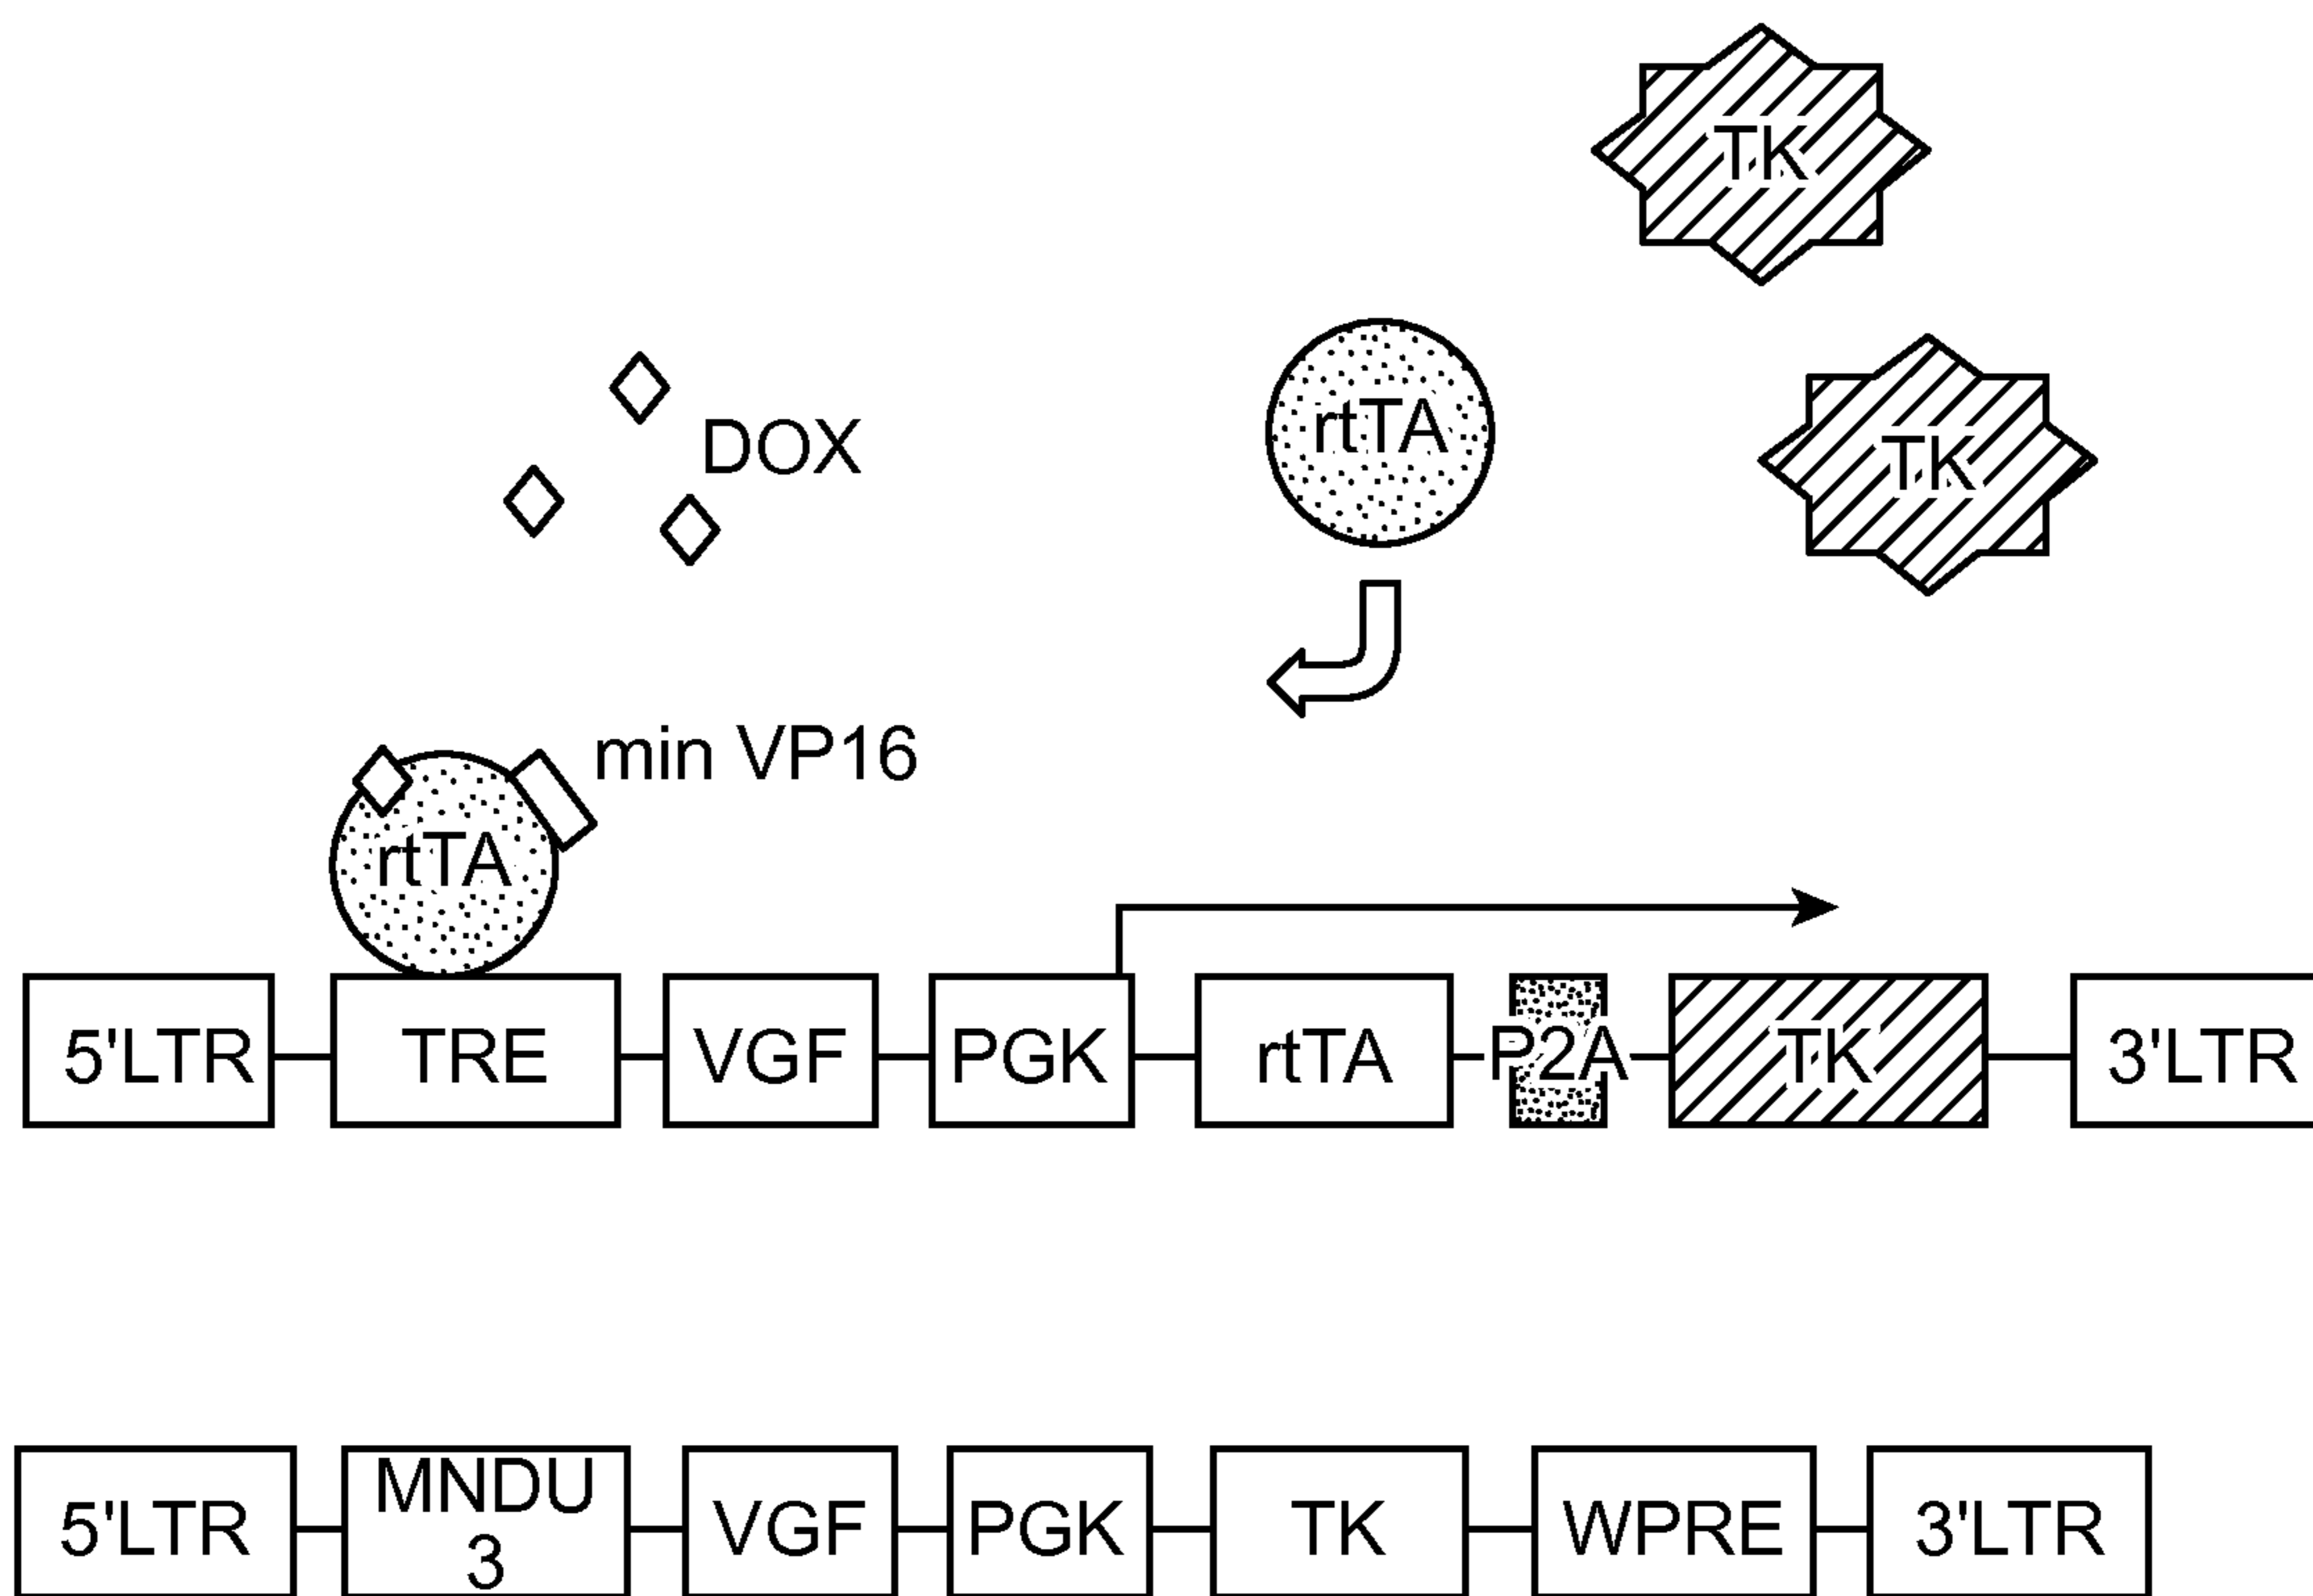 TK
rtTA
DOX
TK
min VP16
rtTA
5'LTR TRE VGF PGK rtTA P2A TK 3'LTR
5'LTR MNDU 3 VGF PGK TK WPRE 3'LTR